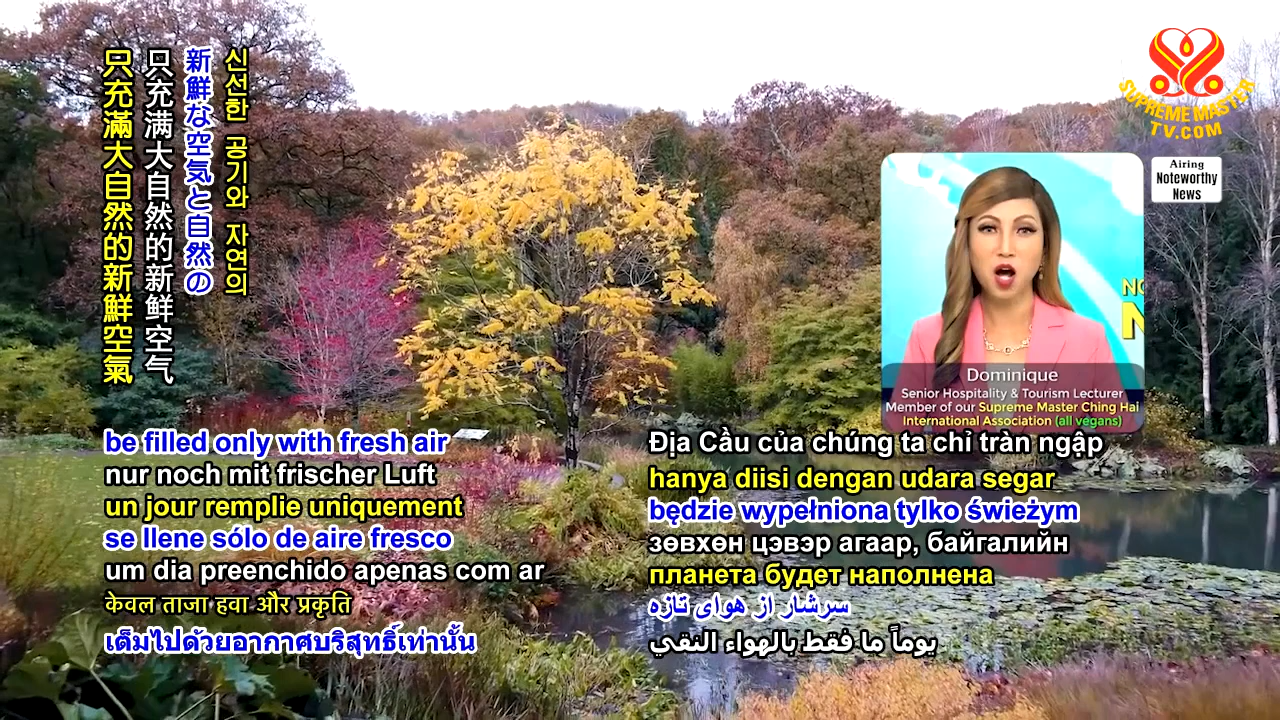 신선한 공기와 자연의
新鮮な空気と自然の
只充满大自然的新鲜空气
只充滿大自然的新鮮空氣
SUPREME MASTER
TV.COM
Airing
Noteworthy
News
NO
N
Dominique
Senior Hospitality & Tourism Lecturer
Member of our Supreme Master Ching Hai
International Association (all vegans)
be filled only with fresh air
nur noch mit frischer Luft
un jour remplie uniquement
se llene sólo de aire fresco
um dia preenchido apenas com ar
केवल ताजा हवा और प्रकृति
เต็มไปด้วยอากาศบริสุทธิ์เท่านั้น
Địa Cầu của chúng ta chỉ tràn ngập
hanya diisi dengan udara segar
będzie wypełniona tylko świeżym
зөвхөн цэвэр агаар, байгалийн
планета будет наполнена
سرشار از هوای تازه
يوماً ما فقط بالهواء النقي